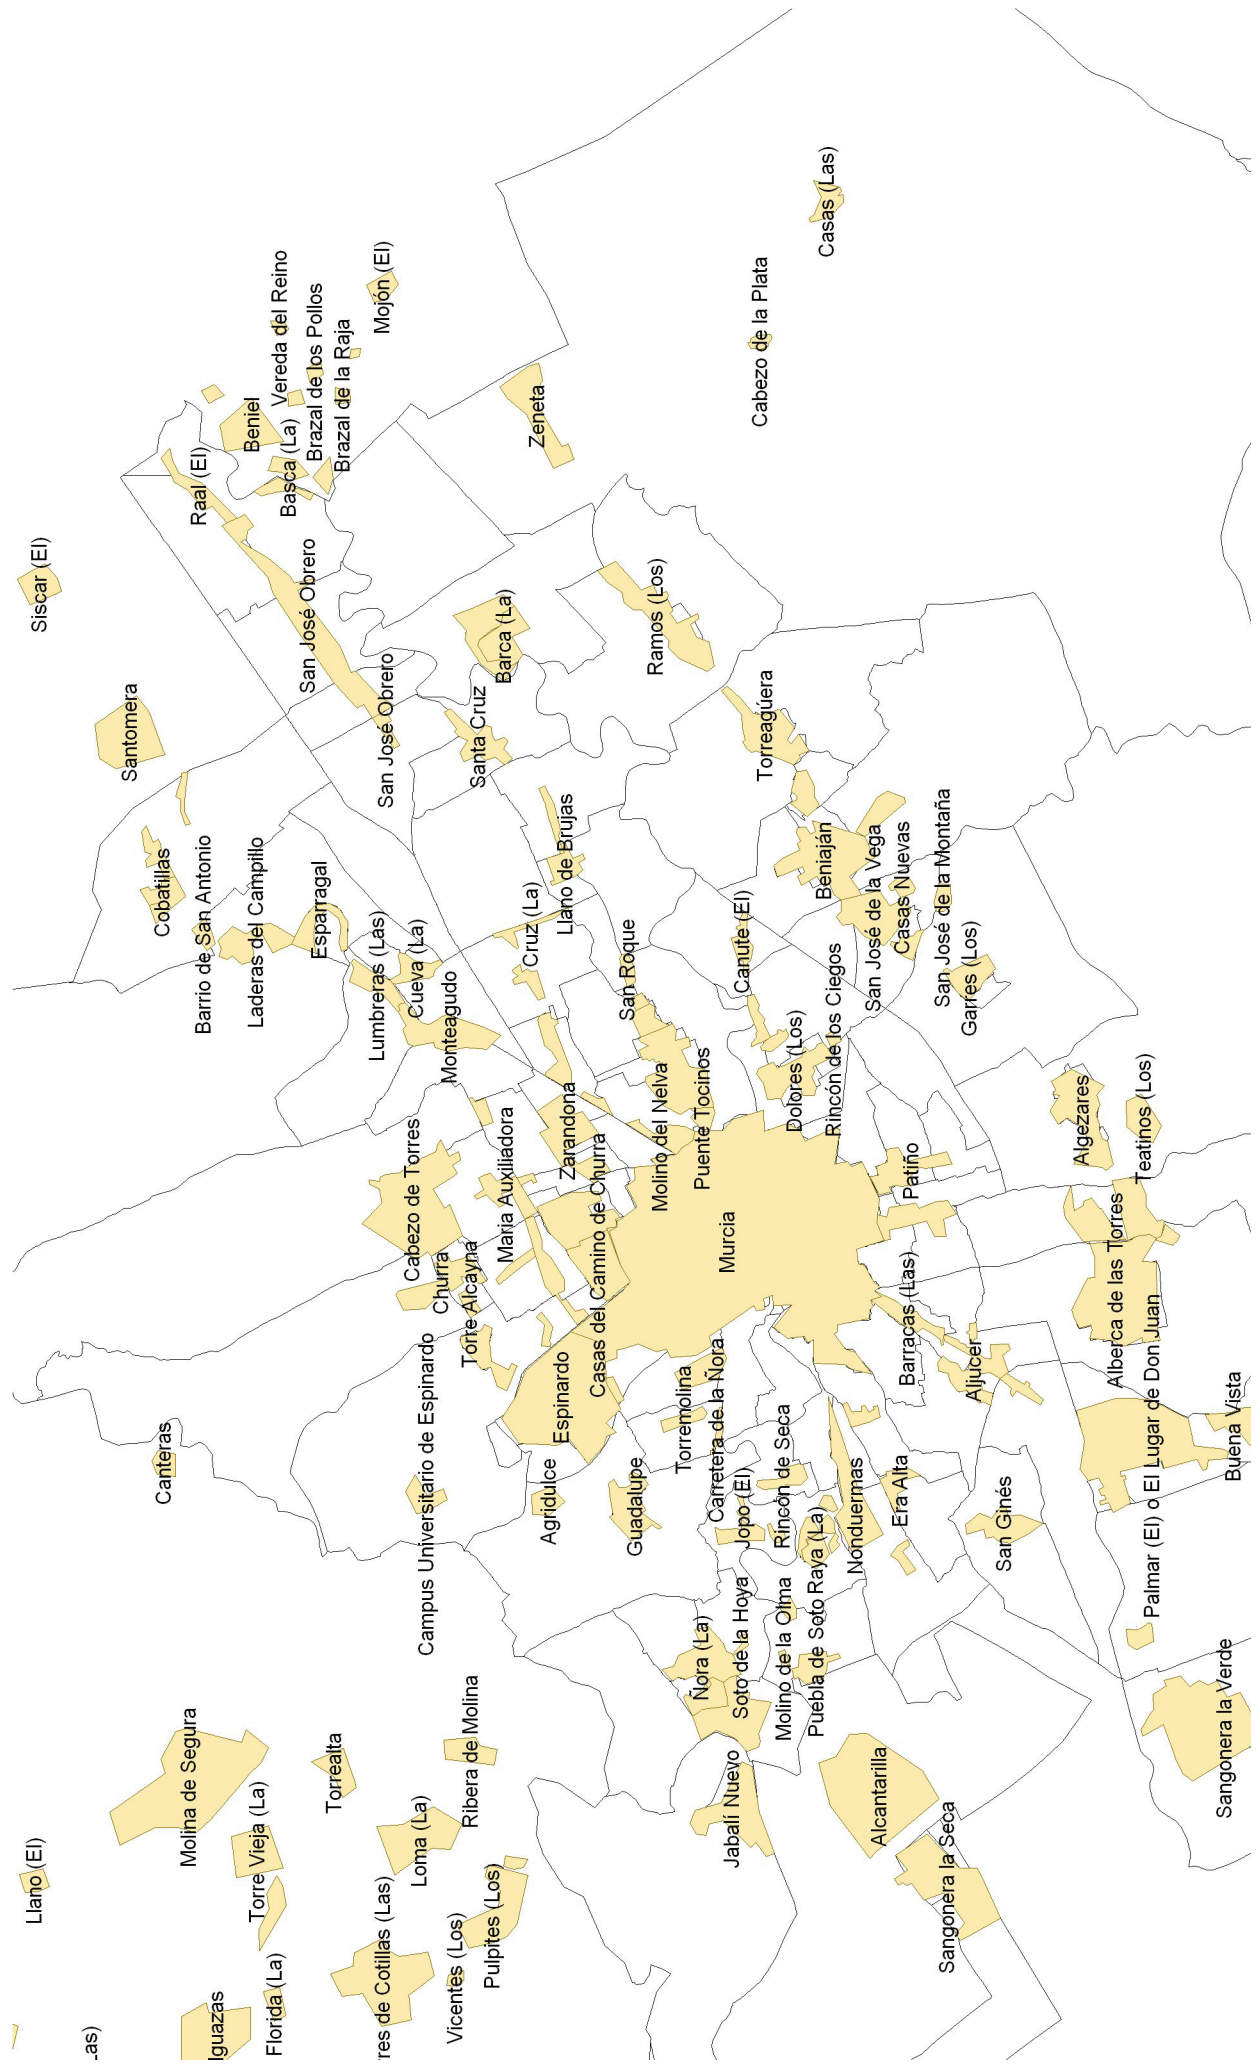 Siscar (El)
Santomera
Cobatillas
Barrio de San Antonio
Laderas del Campillo
Esparragal
Lumbreras (Las)
Cueva (La)
Monteagudo
Raal (El)
Beniel
Basca (La)
Vereda del Reino
Brazal de los Pollos
Brazal de la Raja
Mojón (El)
San José Obrero
San José Obrero
Santa Cruz
Barca (La)
Zeneta
Ramos (Los)
Cabezo de la Plata
Casas (Las)
Torreagüera
Llano de Brujas
Cruz (La)
San Roque
Canute (El)
Beniaján
San José de la Vega
Casas Nuevas
San José de la Montaña
Garres (Los)
Rincón de los Ciegos
Dolores (Los)
Puente Tocinos
Molino del Nelva
Zarandona
Casas del Camino de Churra
María Auxiliadora
Cabezo de Torres
Churra
Torre Alcayna
Campus Universitario de Espinardo
Canteras
Espinardo
Agridulce
Guadalupe
Torremolina
Carretera de la Ñora
Jopo (El)
Rincón de Seca
Murcia
Patiño
Barracas (Las)
Aljucer
Algezares
Teatinos (Los)
Alberca de las Torres
Palmar (El) o El Lugar de Don Juan
Buena Vista
San Ginés
Era Alta
Nonduermas
Raya (La)
Puebla de Soto
Molino de la Olma
Soto de la Hoya
Ñora (La)
Jabalí Nuevo
Alcantarilla
Sangonera la Seca
Sangonera la Verde
Molina de Segura
Torrealta
Ribera de Molina
Llano (El)
Torre Vieja (La)
Loma (La)
Pulpites (Los)
Vicentes (Los)
rres de Cotillas (Las)
Florida (La)
lguazas
Las)